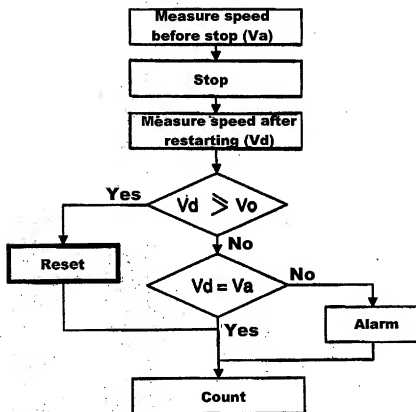 Measure speed
before stop (Va)
Stop
Measure speed after
restarting (Vd)
Vd ⩾ Vo
Yes
No
Reset
Vd = Va
No
Yes
Alarm
Count